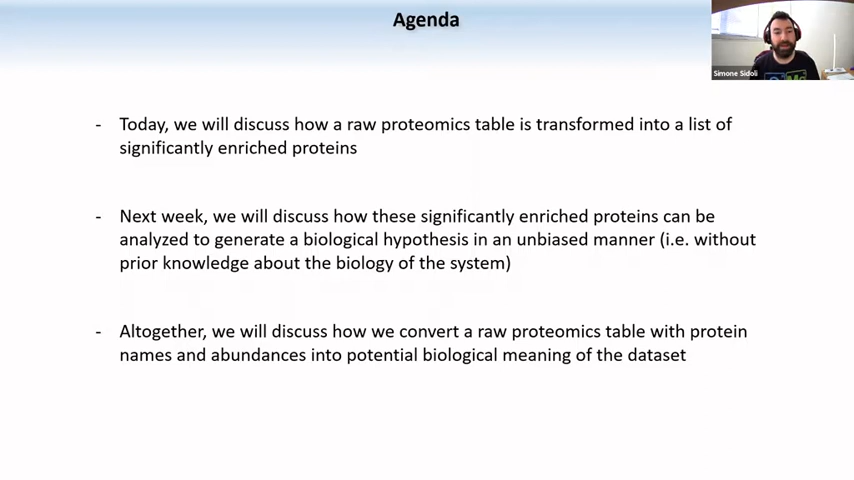 Agenda
Simone Sidoli
- Today, we will discuss how a raw proteomics table is transformed into a list of
significantly enriched proteins
- Next week, we will discuss how these significantly enriched proteins can be
analyzed to generate a biological hypothesis in an unbiased manner (i.e. without
prior knowledge about the biology of the system)
- Altogether, we will discuss how we convert a raw proteomics table with protein
names and abundances into potential biological meaning of the dataset